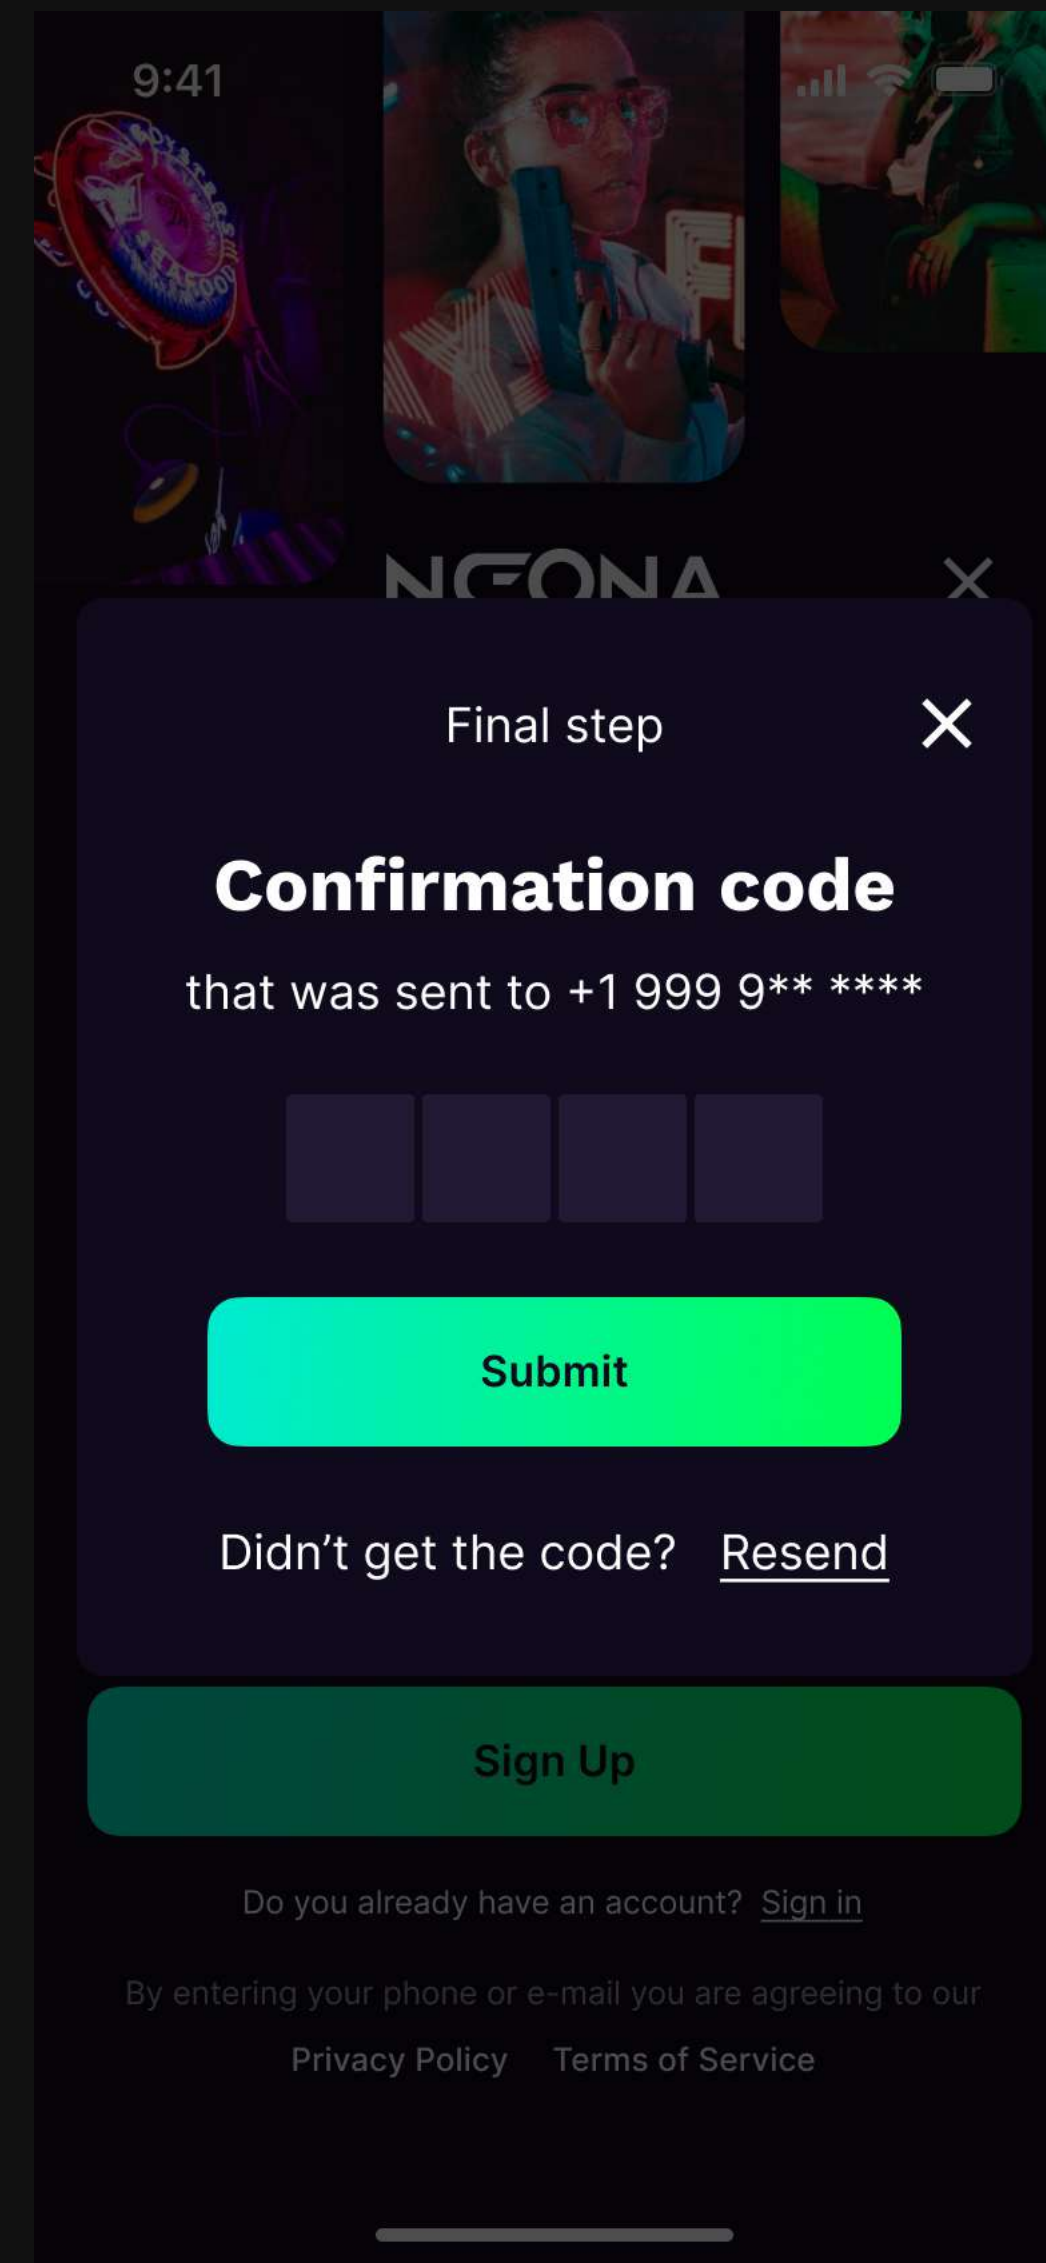 9:41
OYSTERS
SEAFOOD
F
NEONA
Final step
Confirmation code
that was sent to +1 999 9** ****
Submit
Didn’t get the code? Resend
Sign Up
Do you already have an account? Sign in
By entering your phone or e-mail you are agreeing to our
Privacy Policy Terms of Service